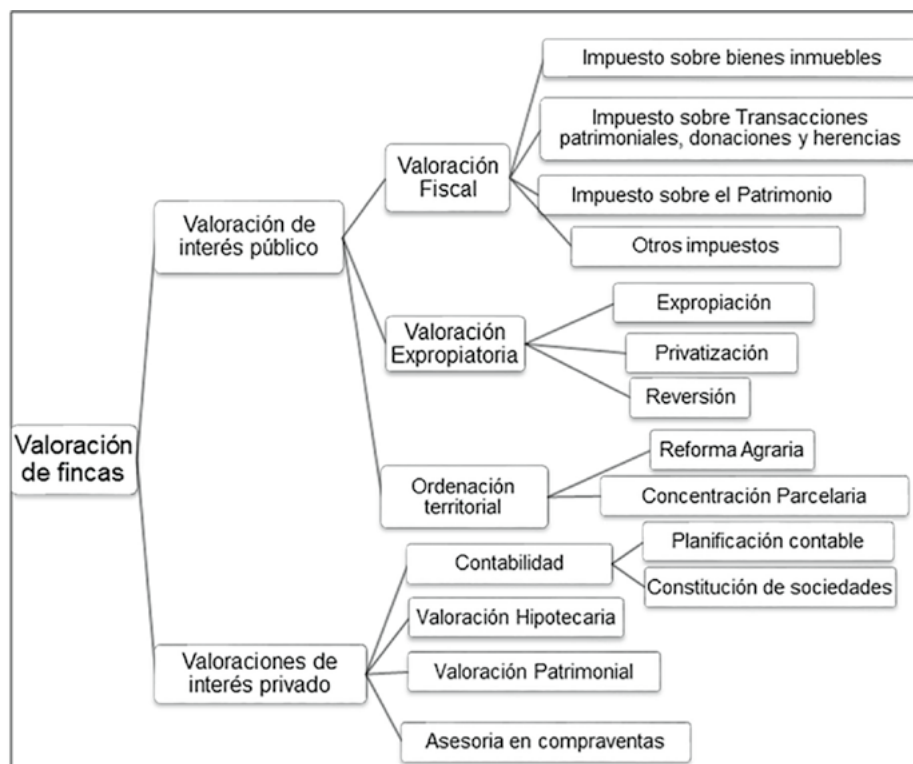 Valoración
de fincas
Valoración de
interés público
Valoración
Fiscal
Impuesto sobre bienes inmuebles
Impuesto sobre Transacciones
patrimoniales, donaciones y herencias
Impuesto sobre el Patrimonio
Otros impuestos
Valoración
Expropiatoria
Expropiación
Privatización
Reversión
Ordenación
territorial
Reforma Agraria
Concentración Parcelaria
Valoraciones de
interés privado
Contabilidad
Planificación contable
Constitución de sociedades
Valoración Hipotecaria
Valoración Patrimonial
Asesoria en compraventas